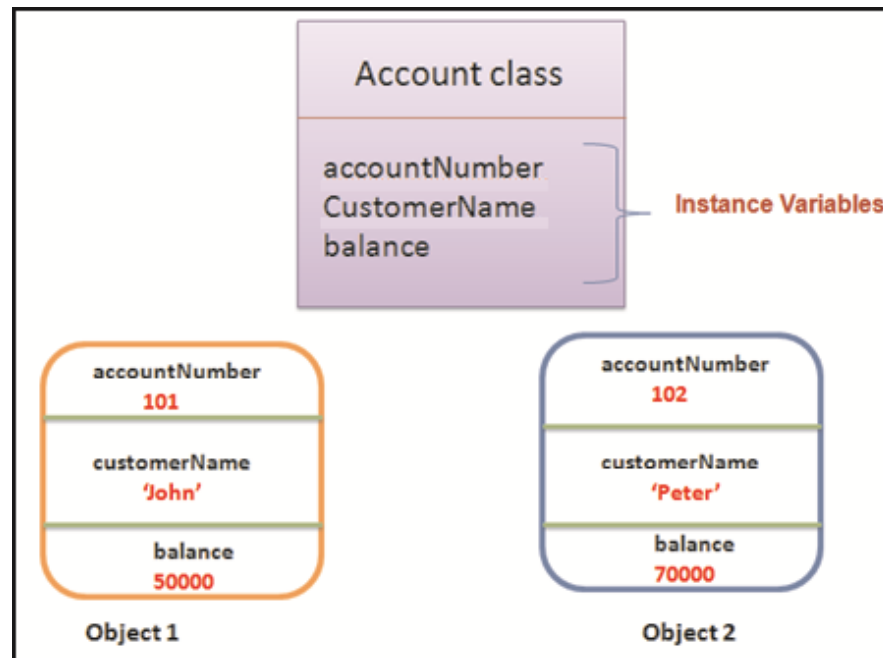 Account class
accountNumber
CustomerName
balance
Instance Variables
accountNumber
101
customerName
‘John’
balance
50000
Object 1
accountNumber
102
customerName
‘Peter’
balance
70000
Object 2